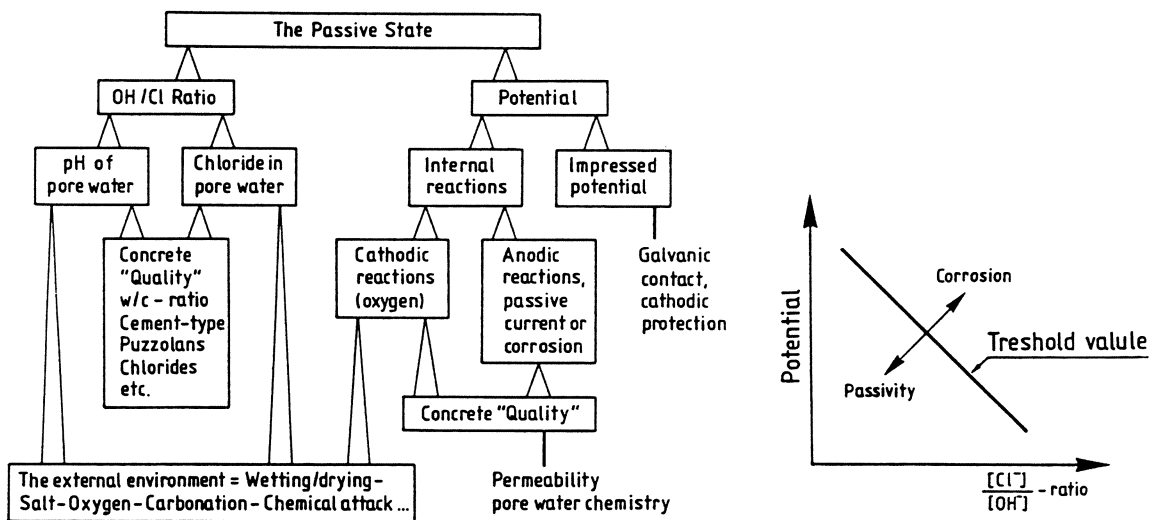 The Passive State
OH/Cl Ratio
Potential
pH of
pore water
Chloride in
pore water
Internal
reactions
Impressed
potential
Concrete
"Quality"
w/c - ratio
Cement-type
Puzzolans
Chlorides
etc.
Cathodic
reactions
(oxygen)
Anodic
reactions,
passive
current or
corrosion
Galvanic
contact,
cathodic
protection
Concrete "Quality"
The external environment = Wetting/drying-
Salt-Oxygen-Carbonation-Chemical attack ...
Permeability
pore water chemistry
Potential
Corrosion
Treshold valule
Passivity
[Cl⁻]
[OH⁻] - ratio